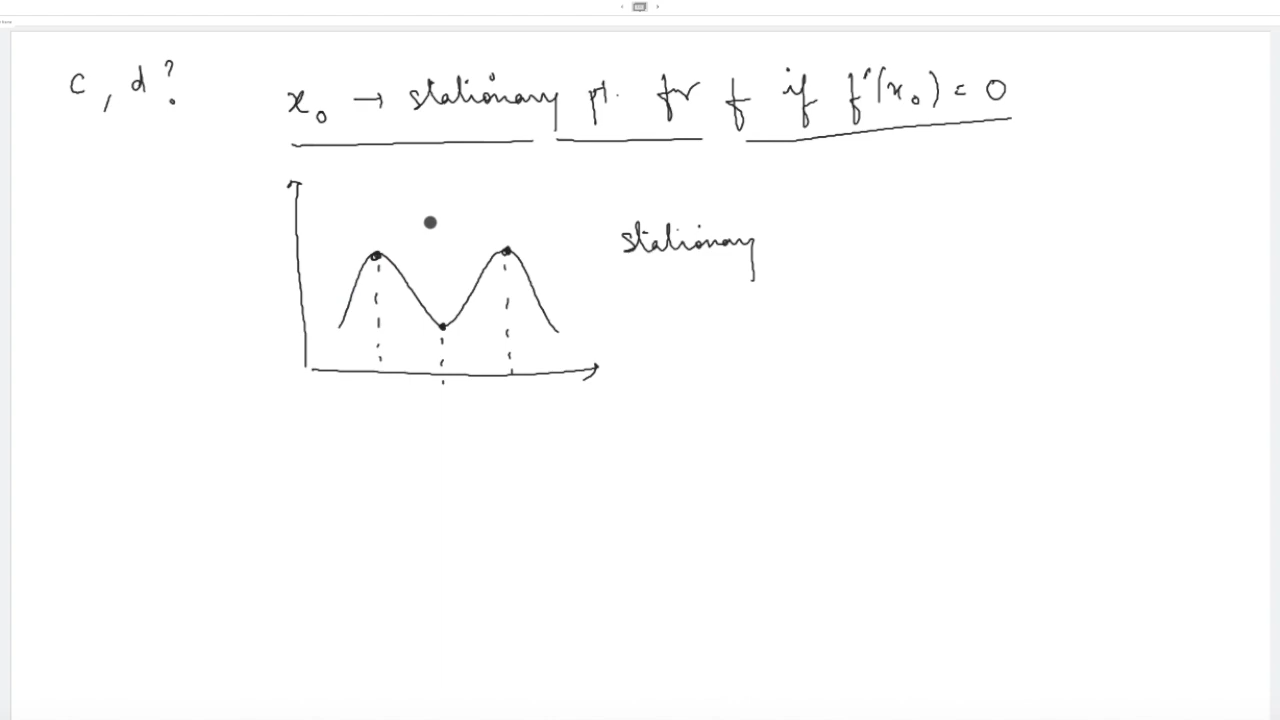 c, d?
x₀ → stationary pt. for f if f'(x₀) = 0
stationary